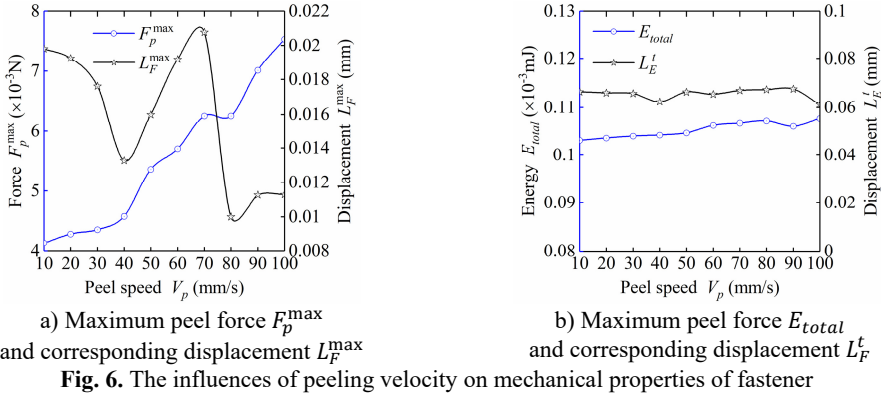 8
7
6
5
4
Force F_p^max (×10⁻³N)
F_p^max
L_F^max
0.022
0.020
0.018
0.016
0.014
0.012
0.010
0.008
Displacement L_F^max (mm)
10 20 30 40 50 60 70 80 90 100
Peel speed V_p (mm/s)
a) Maximum peel force F_p^max
and corresponding displacement L_F^max
0.13
0.12
0.11
0.1
0.09
0.08
Energy E_total (×10⁻³mJ)
E_total
L_E^t
0.1
0.08
0.06
0.04
0.02
0
Displacement L_E^t (mm)
10 20 30 40 50 60 70 80 90 100
Peel speed V_p (mm/s)
b) Maximum peel force E_total
and corresponding displacement L_F^t
Fig. 6. The influences of peeling velocity on mechanical properties of fastener